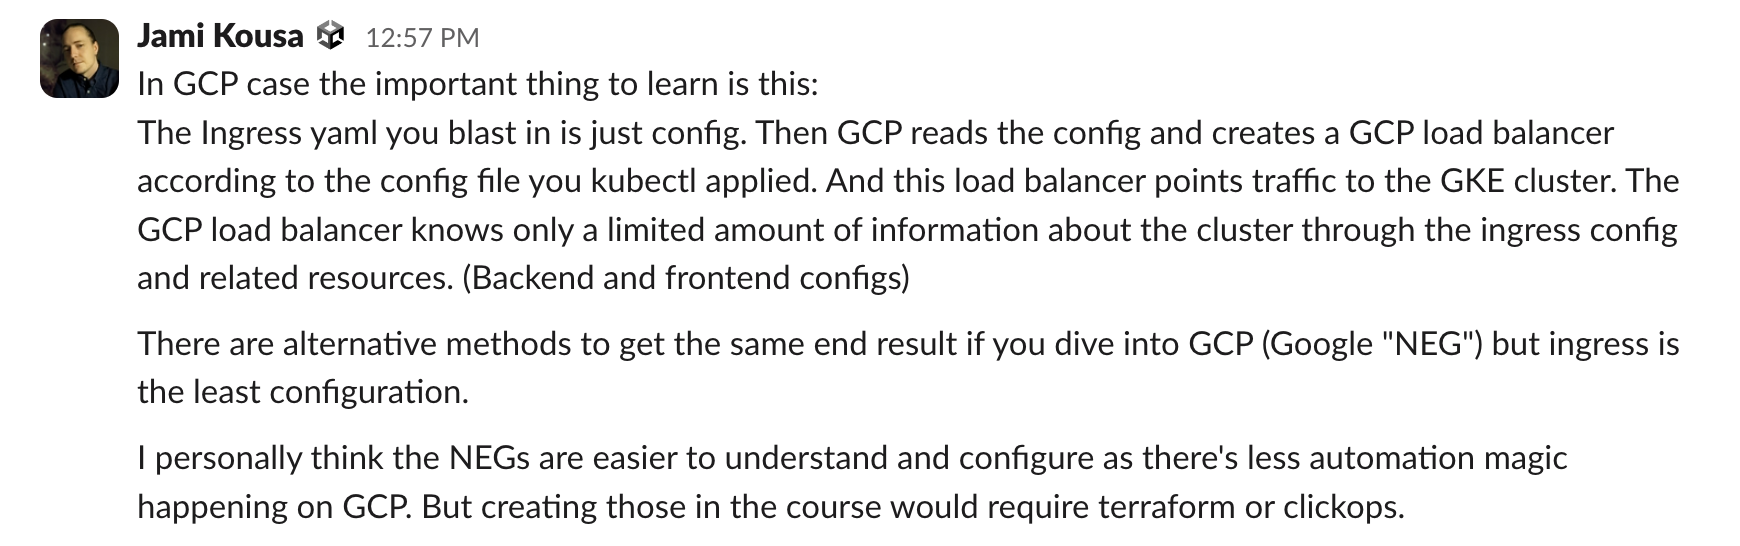 Jami Kousa 12:57 PM
In GCP case the important thing to learn is this:
The Ingress yaml you blast in is just config. Then GCP reads the config and creates a GCP load balancer
according to the config file you kubectl applied. And this load balancer points traffic to the GKE cluster. The
GCP load balancer knows only a limited amount of information about the cluster through the ingress config
and related resources. (Backend and frontend configs)
There are alternative methods to get the same end result if you dive into GCP (Google "NEG") but ingress is
the least configuration.
I personally think the NEGs are easier to understand and configure as there's less automation magic
happening on GCP. But creating those in the course would require terraform or clickops.